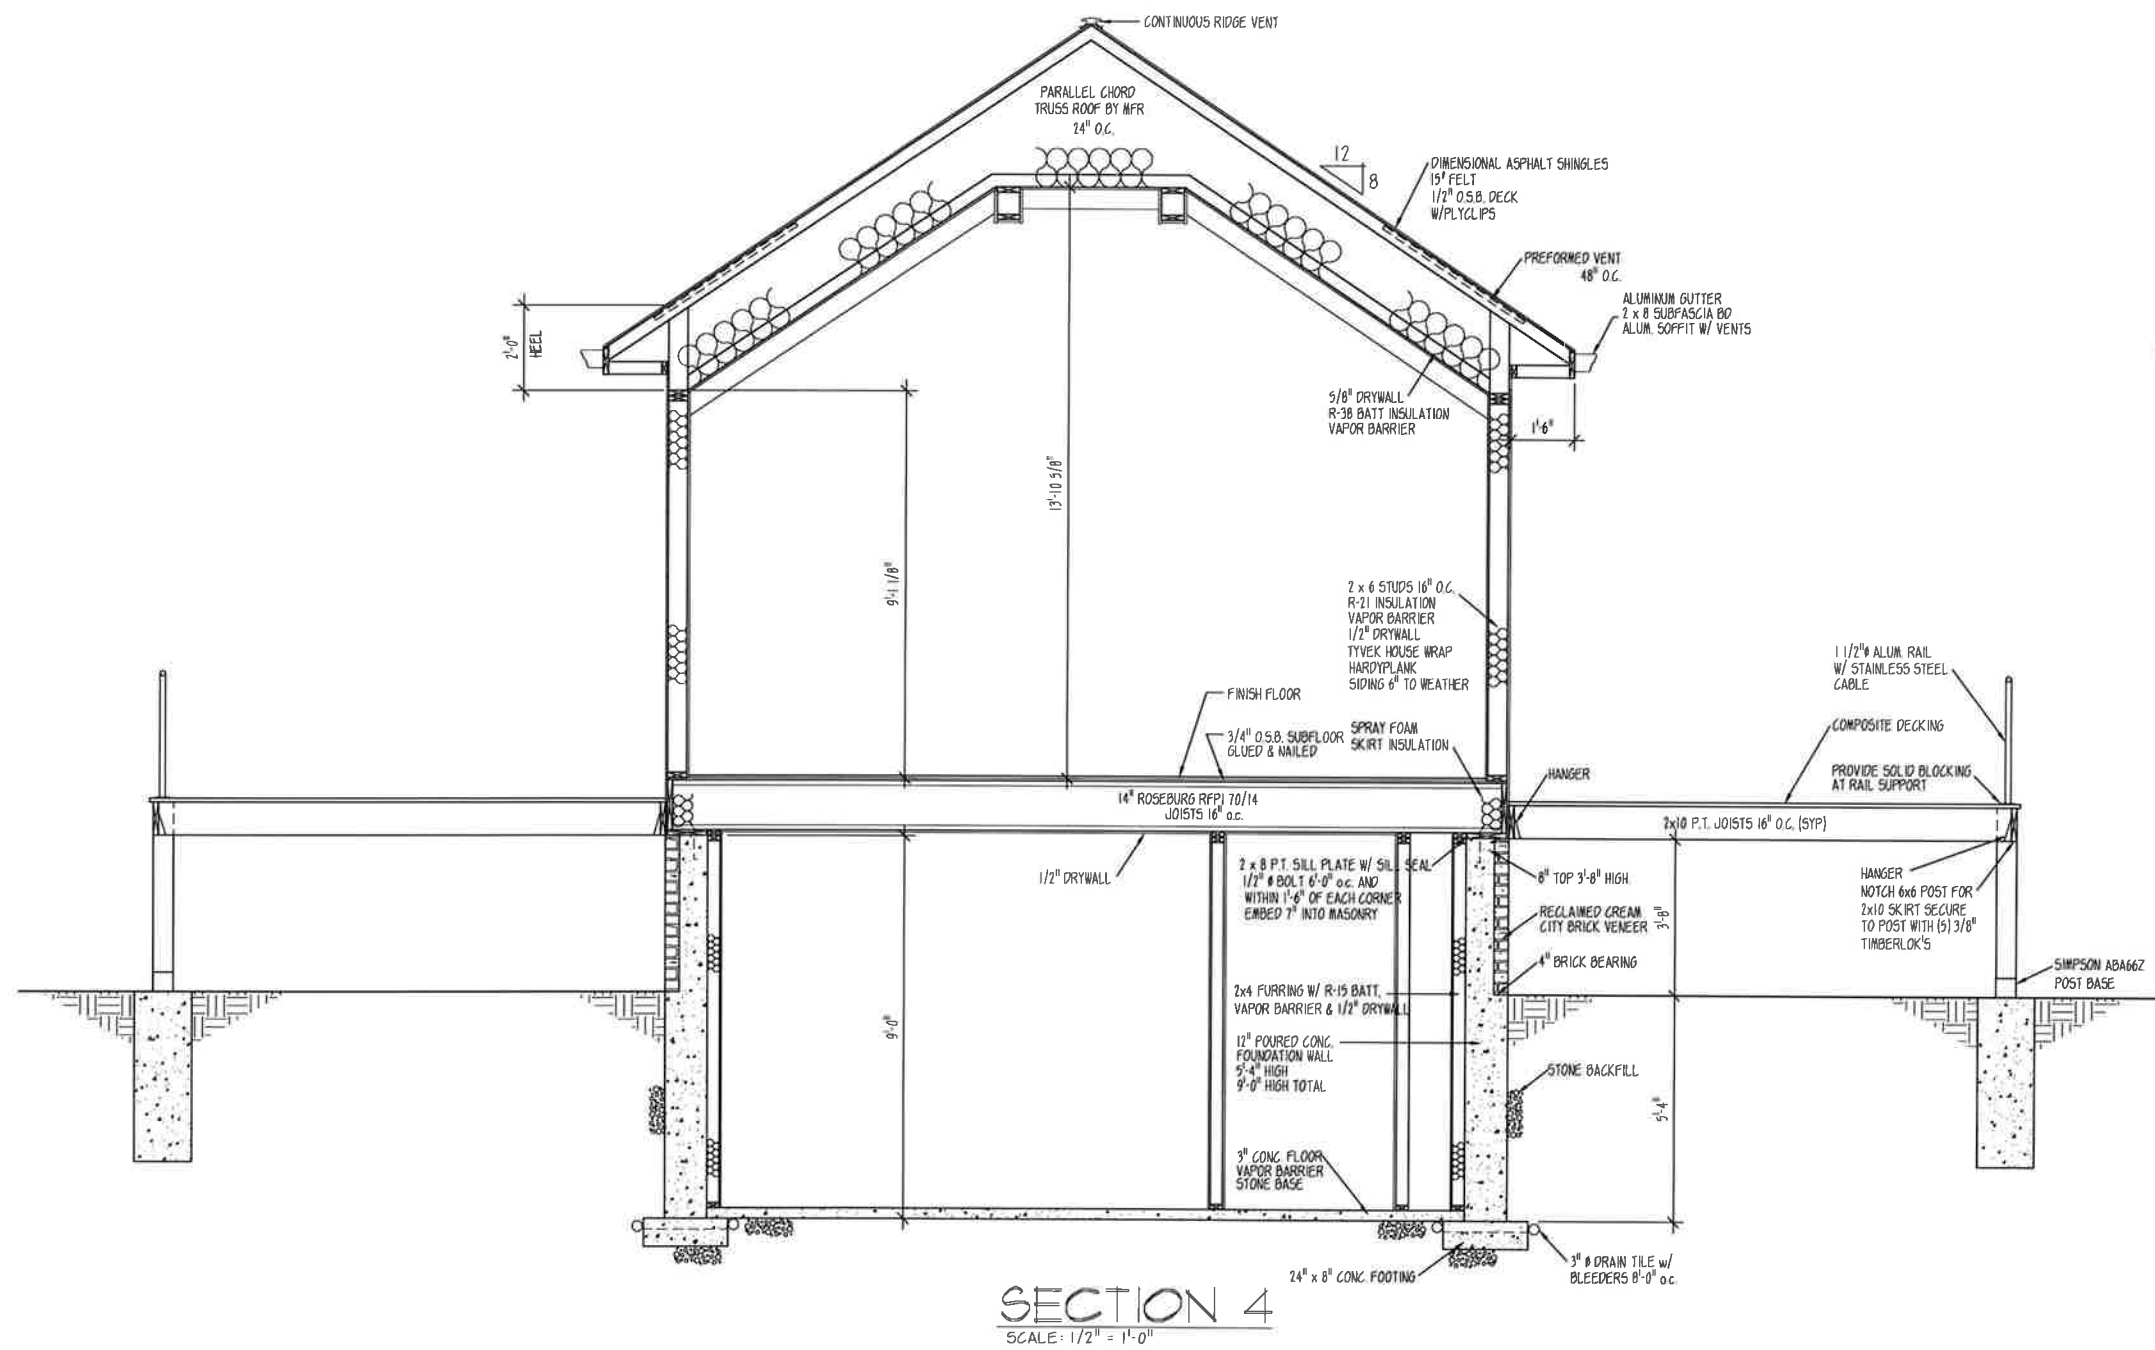 CONTINUOUS RIDGE VENT
PARALLEL CHORD
TRUSS ROOF BY MFR
24" O.C.
12
8
DIMENSIONAL ASPHALT SHINGLES
15# FELT
1/2" O.S.B. DECK
W/PLYCLIPS
PREFORMED VENT
48" O.C.
ALUMINUM GUTTER
2 x 8 SUBFASCIA BD
ALUM. SOFFIT W/ VENTS
2'-0"
HEEL
5/8" DRYWALL
R-38 BATT INSULATION
VAPOR BARRIER
1'-6"
13'-10 5/8"
9'-1 1/8"
2 x 6 STUDS 16" O.C.
R-21 INSULATION
VAPOR BARRIER
1/2" DRYWALL
TYVEK HOUSE WRAP
HARDYPLANK
SIDING 6" TO WEATHER
1 1/2"ø ALUM. RAIL
W/ STAINLESS STEEL
CABLE
FINISH FLOOR
3/4" O.S.B. SUBFLOOR
GLUED & NAILED
SPRAY FOAM
SKIRT INSULATION
COMPOSITE DECKING
HANGER
PROVIDE SOLID BLOCKING
AT RAIL SUPPORT
14" ROSEBURG RFPI 70/14
JOISTS 16" o.c.
2x10 P.T. JOISTS 16" O.C. (SYP)
1/2" DRYWALL
2 x 8 P.T. SILL PLATE W/ SILL SEAL
1/2" ø BOLT 6'-0" o.c. AND
WITHIN 1'-6" OF EACH CORNER
EMBED 7" INTO MASONRY
8" TOP 3'-8" HIGH
RECLAIMED CREAM
CITY BRICK VENEER
4" BRICK BEARING
3'-8"
HANGER
NOTCH 6x6 POST FOR
2x10 SKIRT SECURE
TO POST WITH (5) 3/8"
TIMBERLOK'S
SIMPSON ABA66Z
POST BASE
2x4 FURRING W/ R-15 BATT,
VAPOR BARRIER & 1/2" DRYWALL
9'-0"
12" POURED CONC.
FOUNDATION WALL
5'-4" HIGH
9'-0" HIGH TOTAL
STONE BACKFILL
5'-4"
3" CONC. FLOOR
VAPOR BARRIER
STONE BASE
24" x 8" CONC. FOOTING
3" ø DRAIN TILE w/
BLEEDERS 8'-0" o.c.
SECTION 4
SCALE: 1/2" = 1'-0"